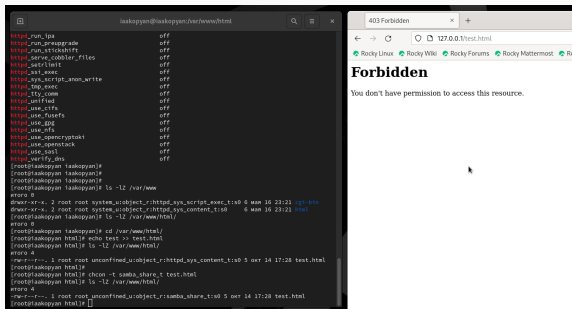 iaakopyan@iaakopyan:/var/www/html
httpd_run_ipa off
httpd_run_preupgrade off
httpd_run_stickshift off
httpd_serve_cobbler_files off
httpd_setrlimit off
httpd_ssi_exec off
httpd_sys_script_anon_write off
httpd_tmp_exec off
httpd_tty_comm off
httpd_unified off
httpd_use_cifs off
httpd_use_fusefs off
httpd_use_gpg off
httpd_use_nfs off
httpd_use_opencryptoki off
httpd_use_openstack off
httpd_use_sasl off
httpd_verify_dns off
[root@iaakopyan iaakopyan]#
[root@iaakopyan iaakopyan]#
[root@iaakopyan iaakopyan]#
[root@iaakopyan iaakopyan]# ls -lZ /var/www
итого 0
drwxr-xr-x. 2 root root system_u:object_r:httpd_sys_script_exec_t:s0 6 мая 16 23:21 cgi-bin
drwxr-xr-x. 2 root root system_u:object_r:httpd_sys_content_t:s0 6 мая 16 23:21 html
[root@iaakopyan iaakopyan]# ls -lZ /var/www/html/
итого 0
[root@iaakopyan iaakopyan]# cd /var/www/html/
[root@iaakopyan html]# echo test >> test.html
[root@iaakopyan html]# ls -lZ /var/www/html/
итого 4
-rw-r--r--. 1 root root unconfined_u:object_r:httpd_sys_content_t:s0 5 окт 14 17:28 test.html
[root@iaakopyan html]#
[root@iaakopyan html]# chcon -t samba_share_t test.html
[root@iaakopyan html]# ls -lZ /var/www/html/
итого 4
-rw-r--r--. 1 root root unconfined_u:object_r:samba_share_t:s0 5 окт 14 17:28 test.html
[root@iaakopyan html]#
403 Forbidden
127.0.0.1/test.html
Rocky Linux Rocky Wiki Rocky Forums Rocky Mattermost
Forbidden
You don't have permission to access this resource.